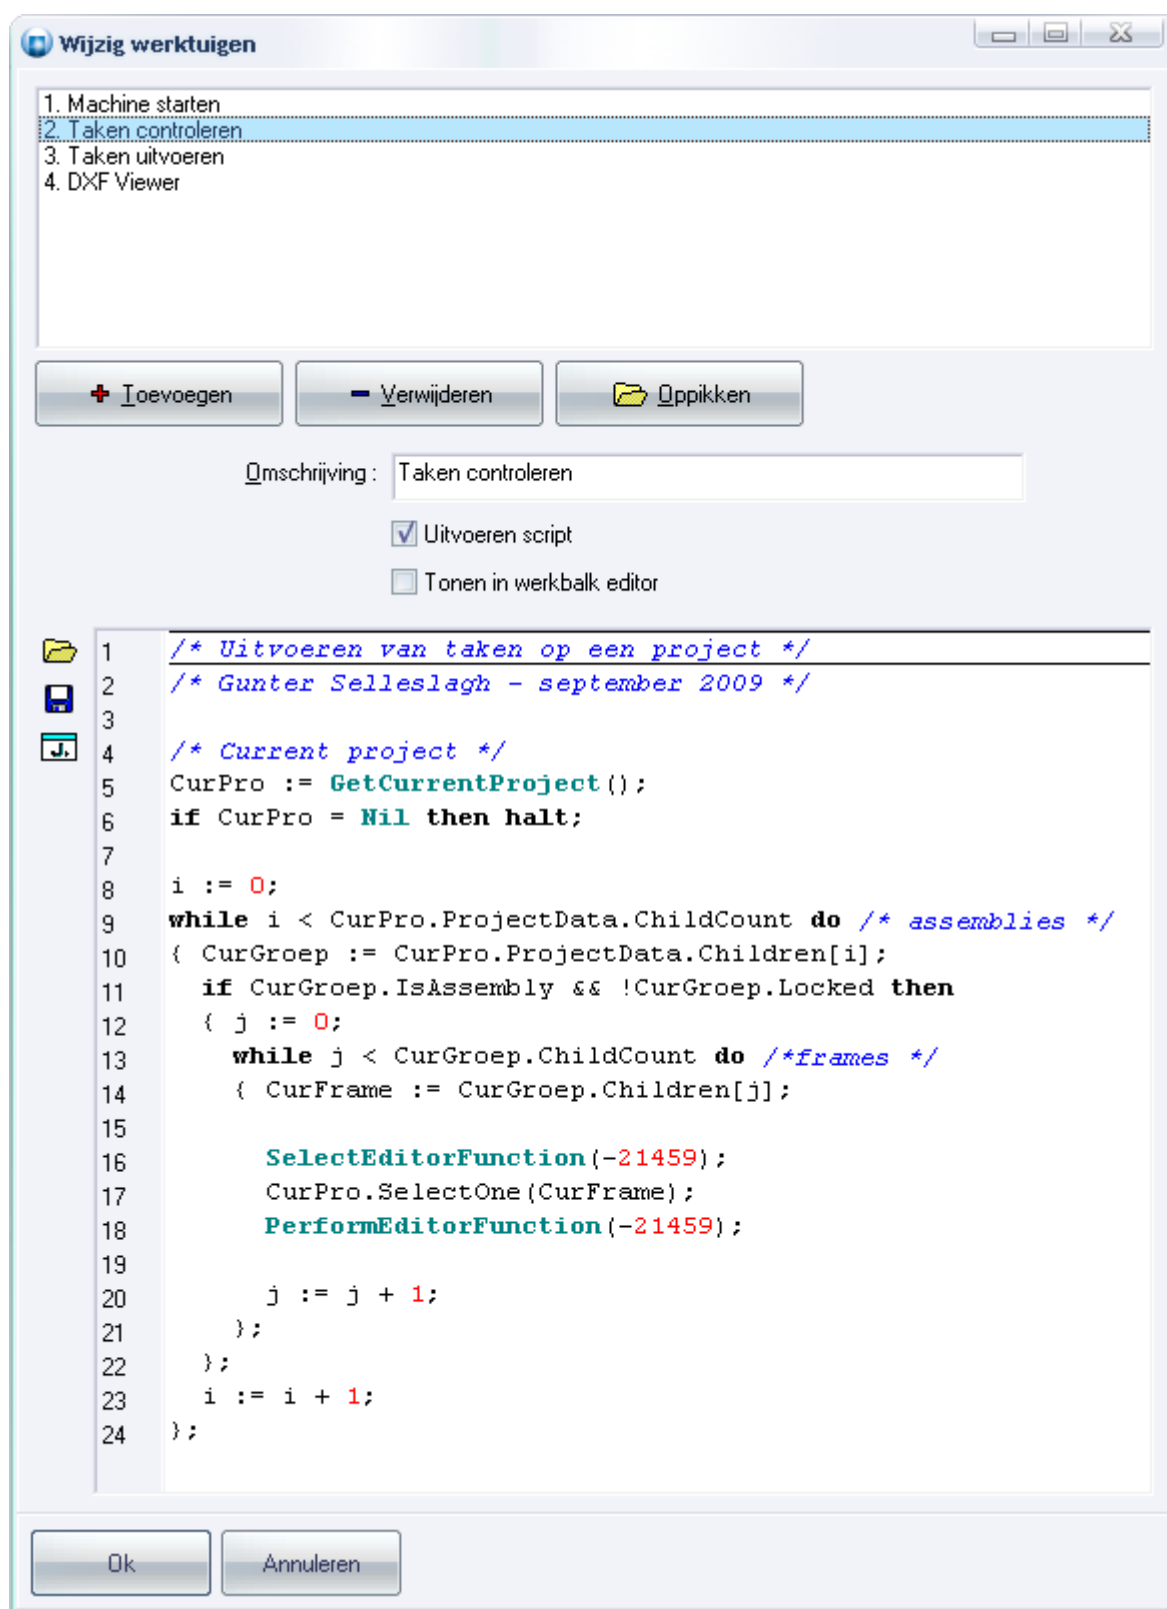 Wijzig werktuigen
1. Machine starten
2. Taken controleren
3. Taken uitvoeren
4. DXF Viewer
Toevoegen
Verwijderen
Oppikken
Omschrijving :
Taken controleren
Uitvoeren script
Tonen in werkbalk editor
1 /* Uitvoeren van taken op een project */
2 /* Gunter Selleslagh - september 2009 */
3
4 /* Current project */
5 CurPro := GetCurrentProject();
6 if CurPro = Nil then halt;
7
8 i := 0;
9 while i < CurPro.ProjectData.ChildCount do /* assemblies */
10 { CurGroep := CurPro.ProjectData.Children[i];
11 if CurGroep.IsAssembly && !CurGroep.Locked then
12 { j := 0;
13 while j < CurGroep.ChildCount do /*frames */
14 { CurFrame := CurGroep.Children[j];
15
16 SelectEditorFunction(-21459);
17 CurPro.SelectOne(CurFrame);
18 PerformEditorFunction(-21459);
19
20 j := j + 1;
21 };
22 };
23 i := i + 1;
24 };
Ok
Annuleren